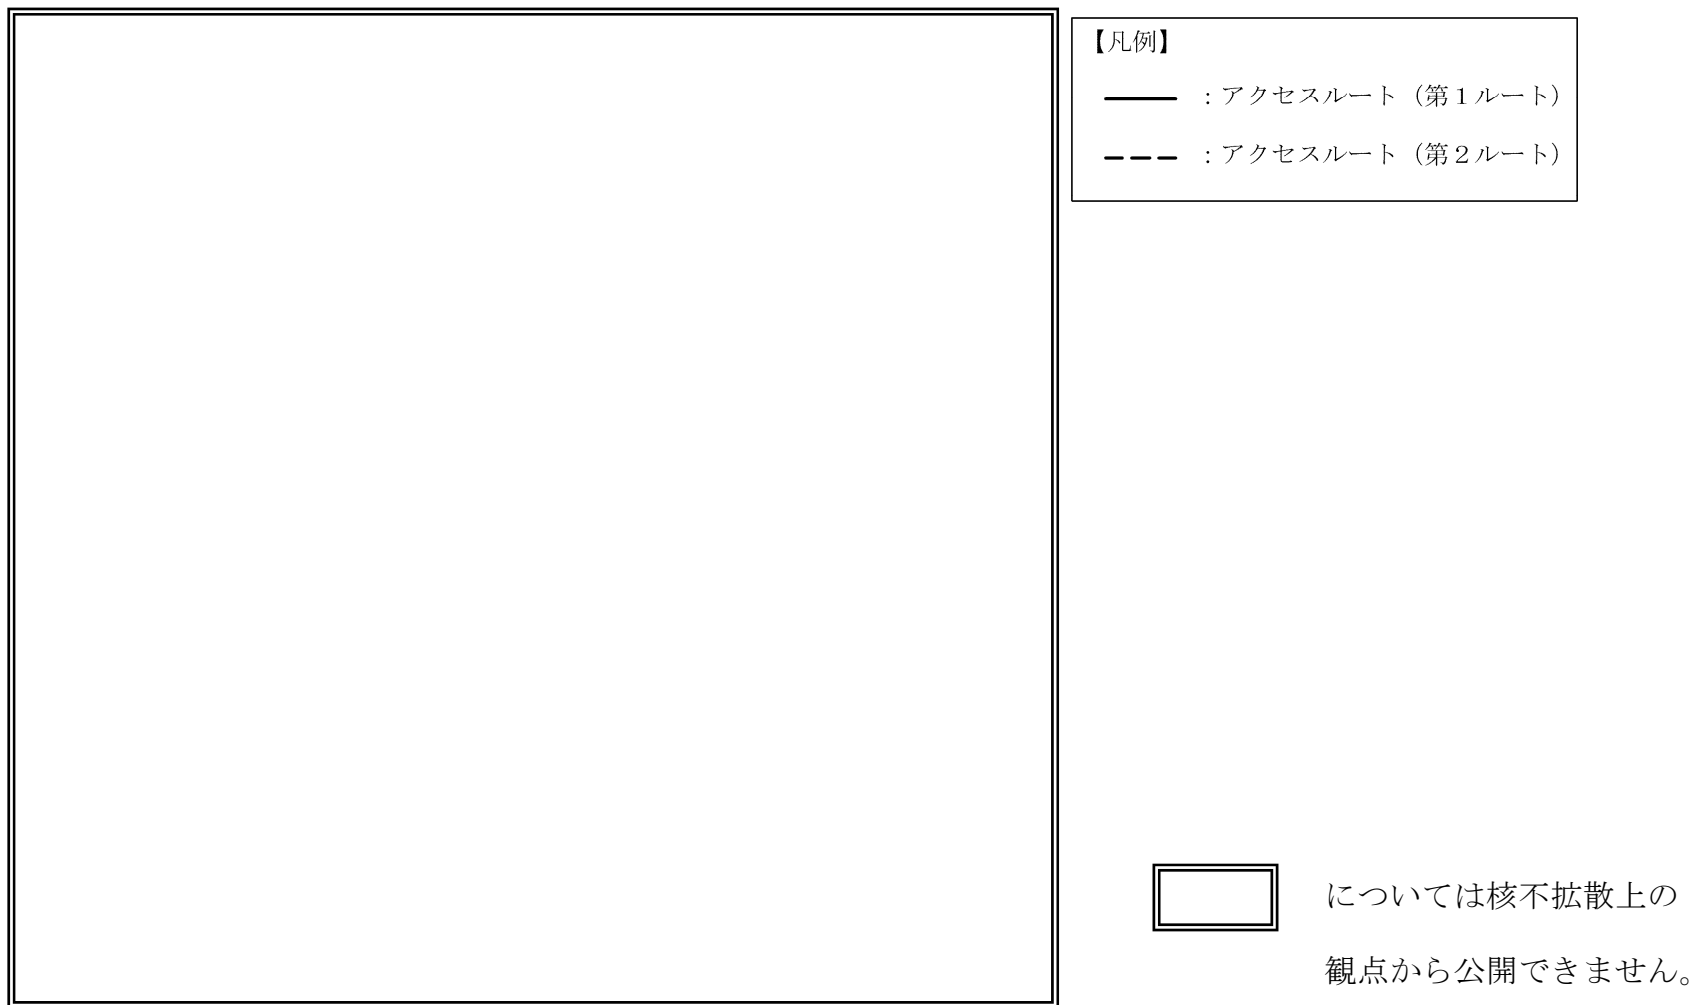 【凡例】
：アクセスルート（第１ルート）
：アクセスルート（第２ルート）
については核不拡散上の
観点から公開できません。